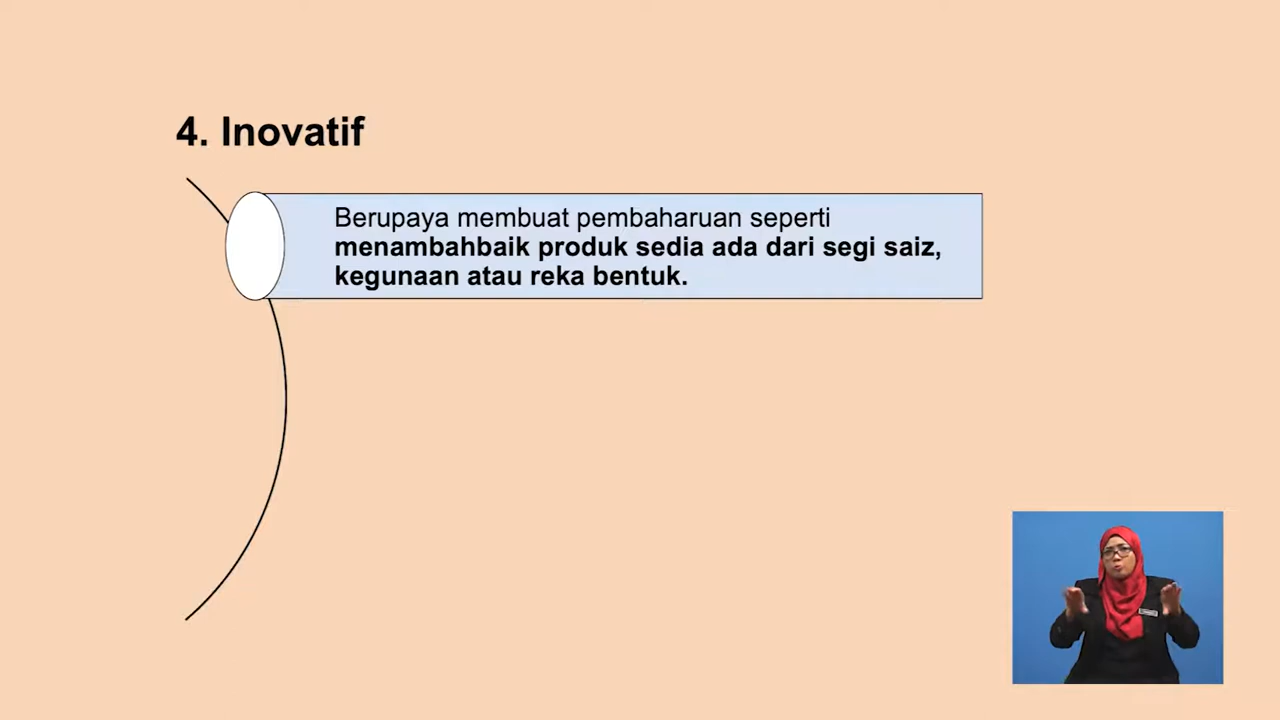 4. Inovatif
Berupaya membuat pembaharuan seperti
menambahbaik produk sedia ada dari segi saiz,
kegunaan atau reka bentuk.